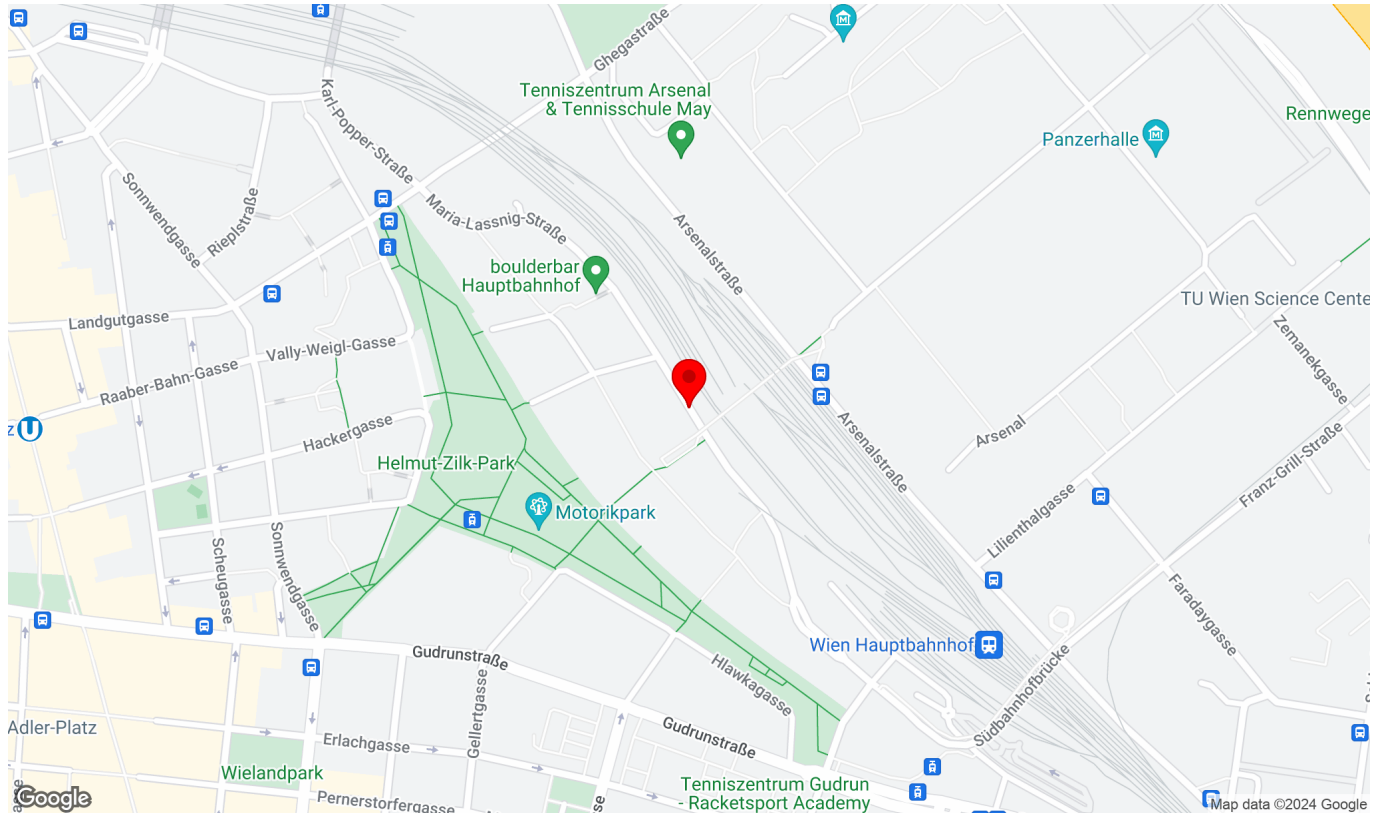 Ghegastraße
Tenniszentrum Arsenal
& Tennisschule May
Rennwege
Panzerhalle
Karl-Popper-Straße
Sonnwendgasse
Rieplstraße
Maria-Lassnig-Straße
Arsenalstraße
boulderbar
Hauptbahnhof
TU Wien Science Cente
Landgutgasse
Zemanekgasse
Vally-Weigl-Gasse
Raaber-Bahn-Gasse
z
U
Hackergasse
Arsenal
Arsenalstraße
Franz-Grill-Straße
Helmut-Zilk-Park
Motorikpark
Lilienthalgasse
Scheugasse
Sonnwendgasse
Faradaygasse
Wien Hauptbahnhof
Gudrunstraße
Hlawkagasse
Südbahnhofbrücke
Gellertgasse
Adler-Platz
Erlachgasse
Gudrunstraße
Wielandpark
Tenniszentrum Gudrun
- Racketsport Academy
Pernerstorfergasse
gasse
sse
Google
Map data ©2024 Google